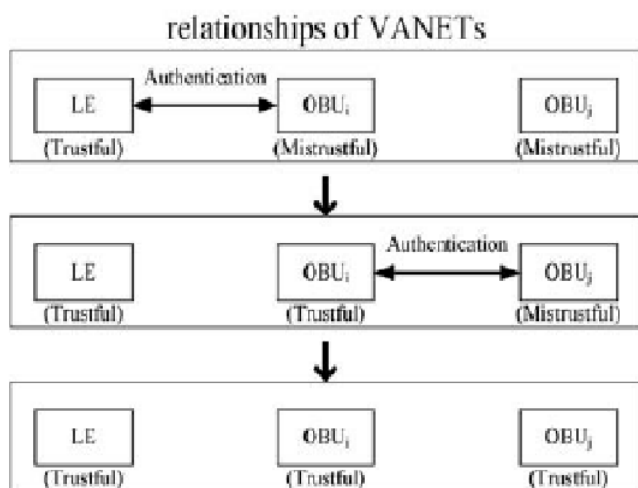 relationships of VANETs
Authentication
LE OBUi OBUj
(Trustful) (Mistrustful) (Mistrustful)
Authentication
LE OBUi OBUj
(Trustful) (Trustful) (Mistrustful)
LE OBUi OBUj
(Trustful) (Trustful) (Trustful)